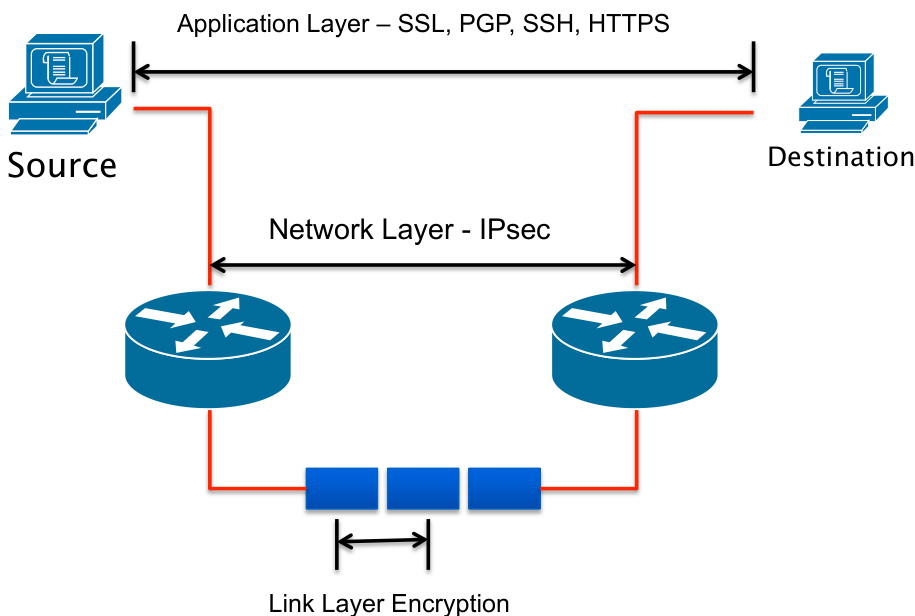 Application Layer – SSL, PGP, SSH, HTTPS
Source
Destination
Network Layer - IPsec
Link Layer Encryption